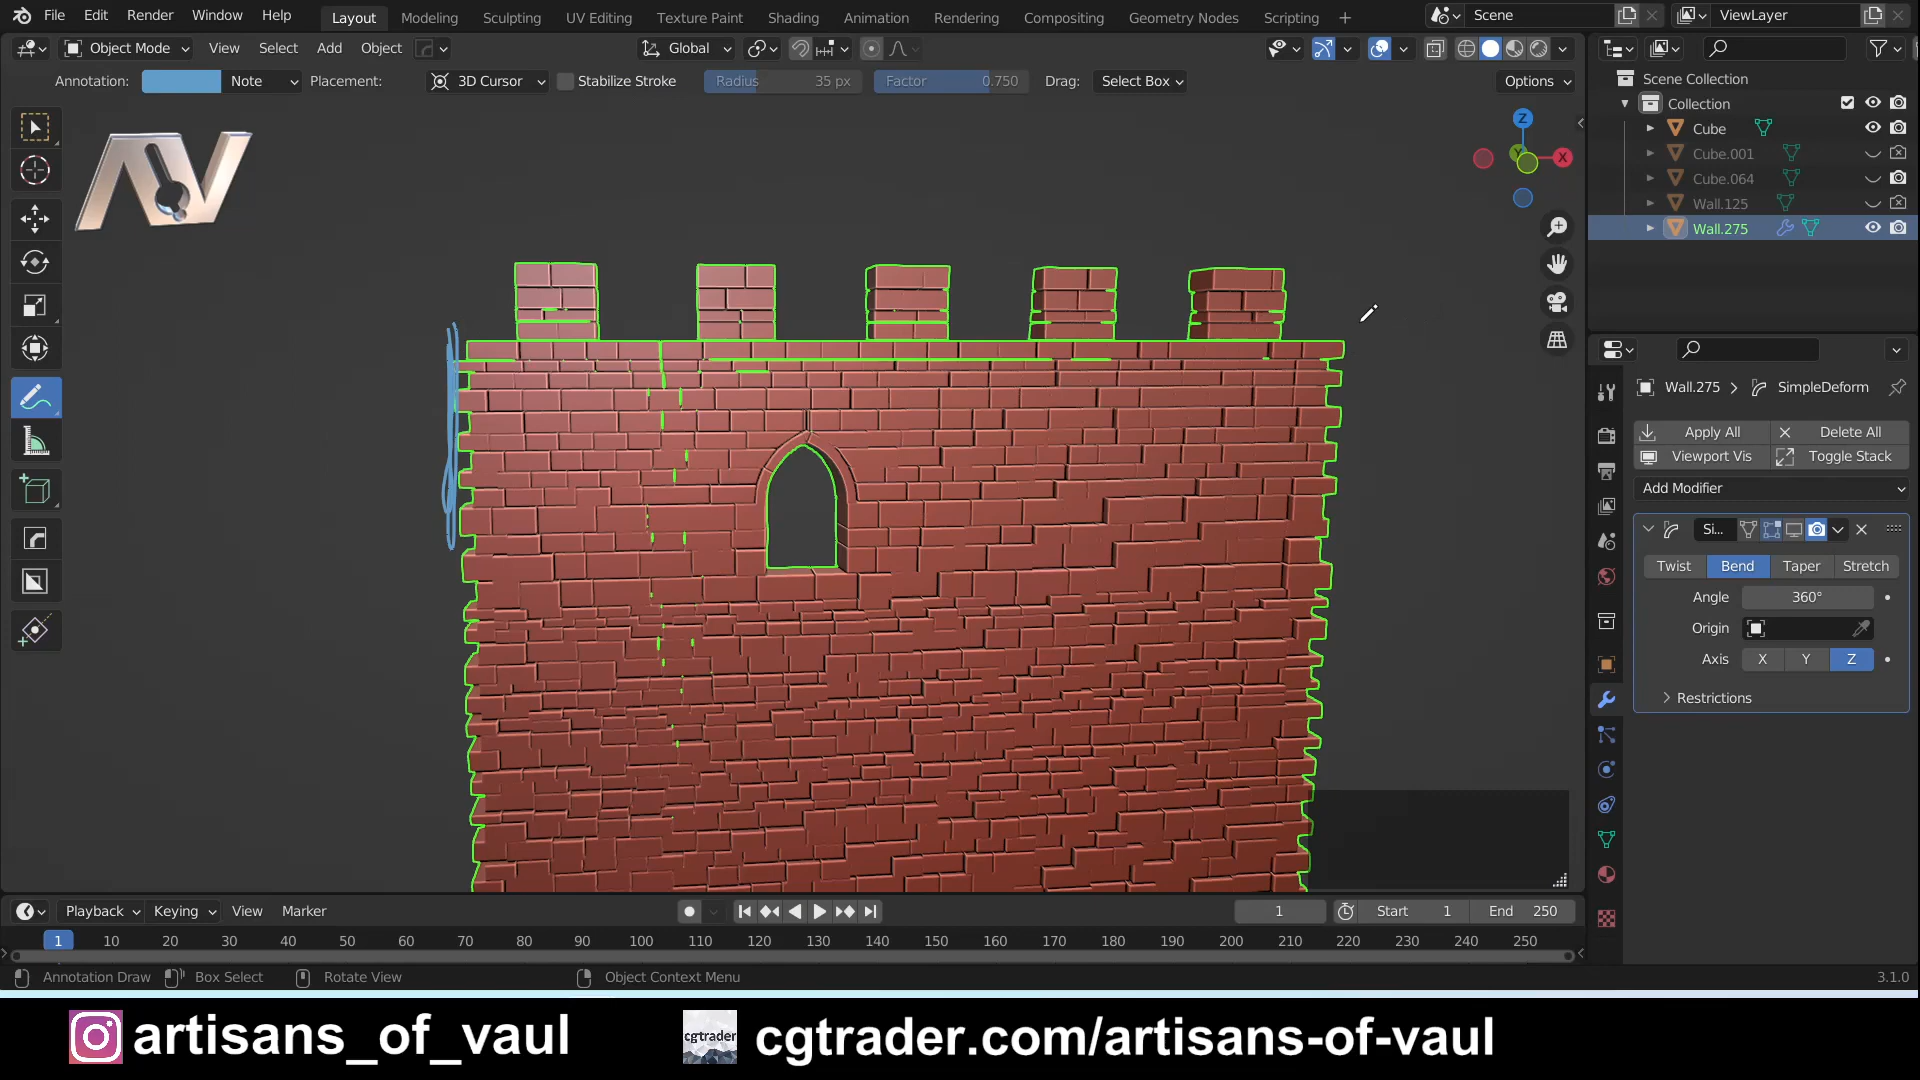 File Edit Render Window Help Layout Modeling Sculpting UV Editing Texture Paint Shading Animation Rendering Compositing Geometry Nodes Scripting + Scene ViewLayer
Object Mode View Select Add Object Global
Annotation: Note Placement: 3D Cursor Stabilize Stroke Radius 35 px Factor 0.750 Drag: Select Box Options
Scene Collection
Collection
Cube
Cube.001
Cube.064
Wall.125
Wall.275
Z
Y
X
Wall.275 > SimpleDeform
Apply All Delete All
Viewport Vis Toggle Stack
Add Modifier
Si...
Twist Bend Taper Stretch
Angle 360°
Origin
Axis X Y Z
Restrictions
Playback Keying View Marker 1 Start 1 End 250
1 10 20 30 40 50 60 70 80 90 100 110 120 130 140 150 160 170 180 190 200 210 220 230 240 250
Annotation Draw Box Select Rotate View Object Context Menu 3.1.0
artisans_of_vaul cgtrader cgtrader.com/artisans-of-vaul